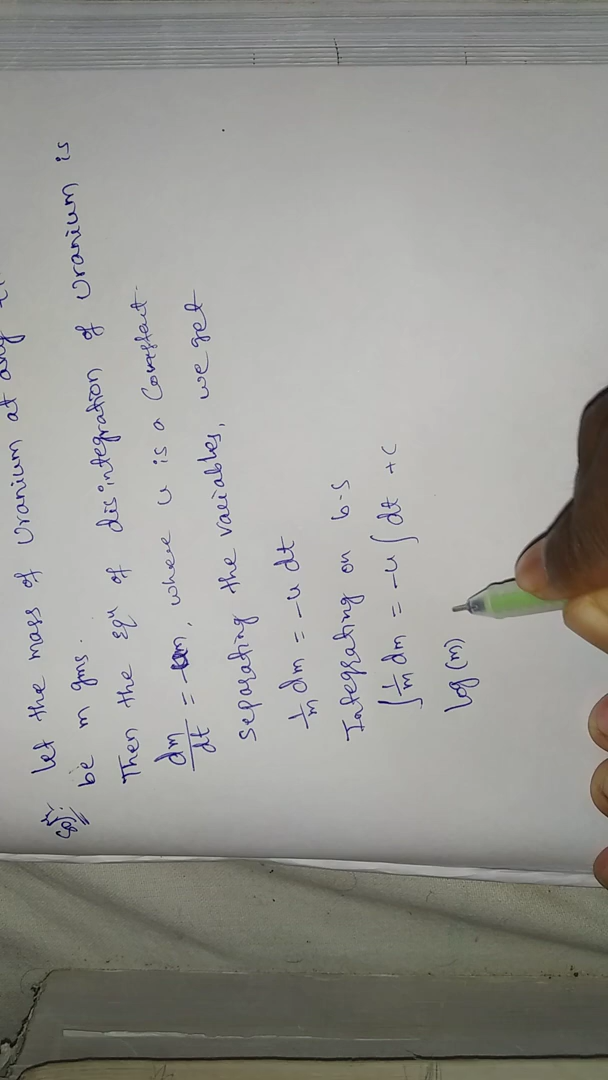 Sol:- Let the mass of Uranium at any
be m gms.
Then the Eqn of disintegration of Uranium is
dm/dt = -um, where u is a constant.
Separating the variables, we get
1/m dm = -u dt
Integrating on b.s
∫ 1/m dm = -u ∫ dt + c
log (m)